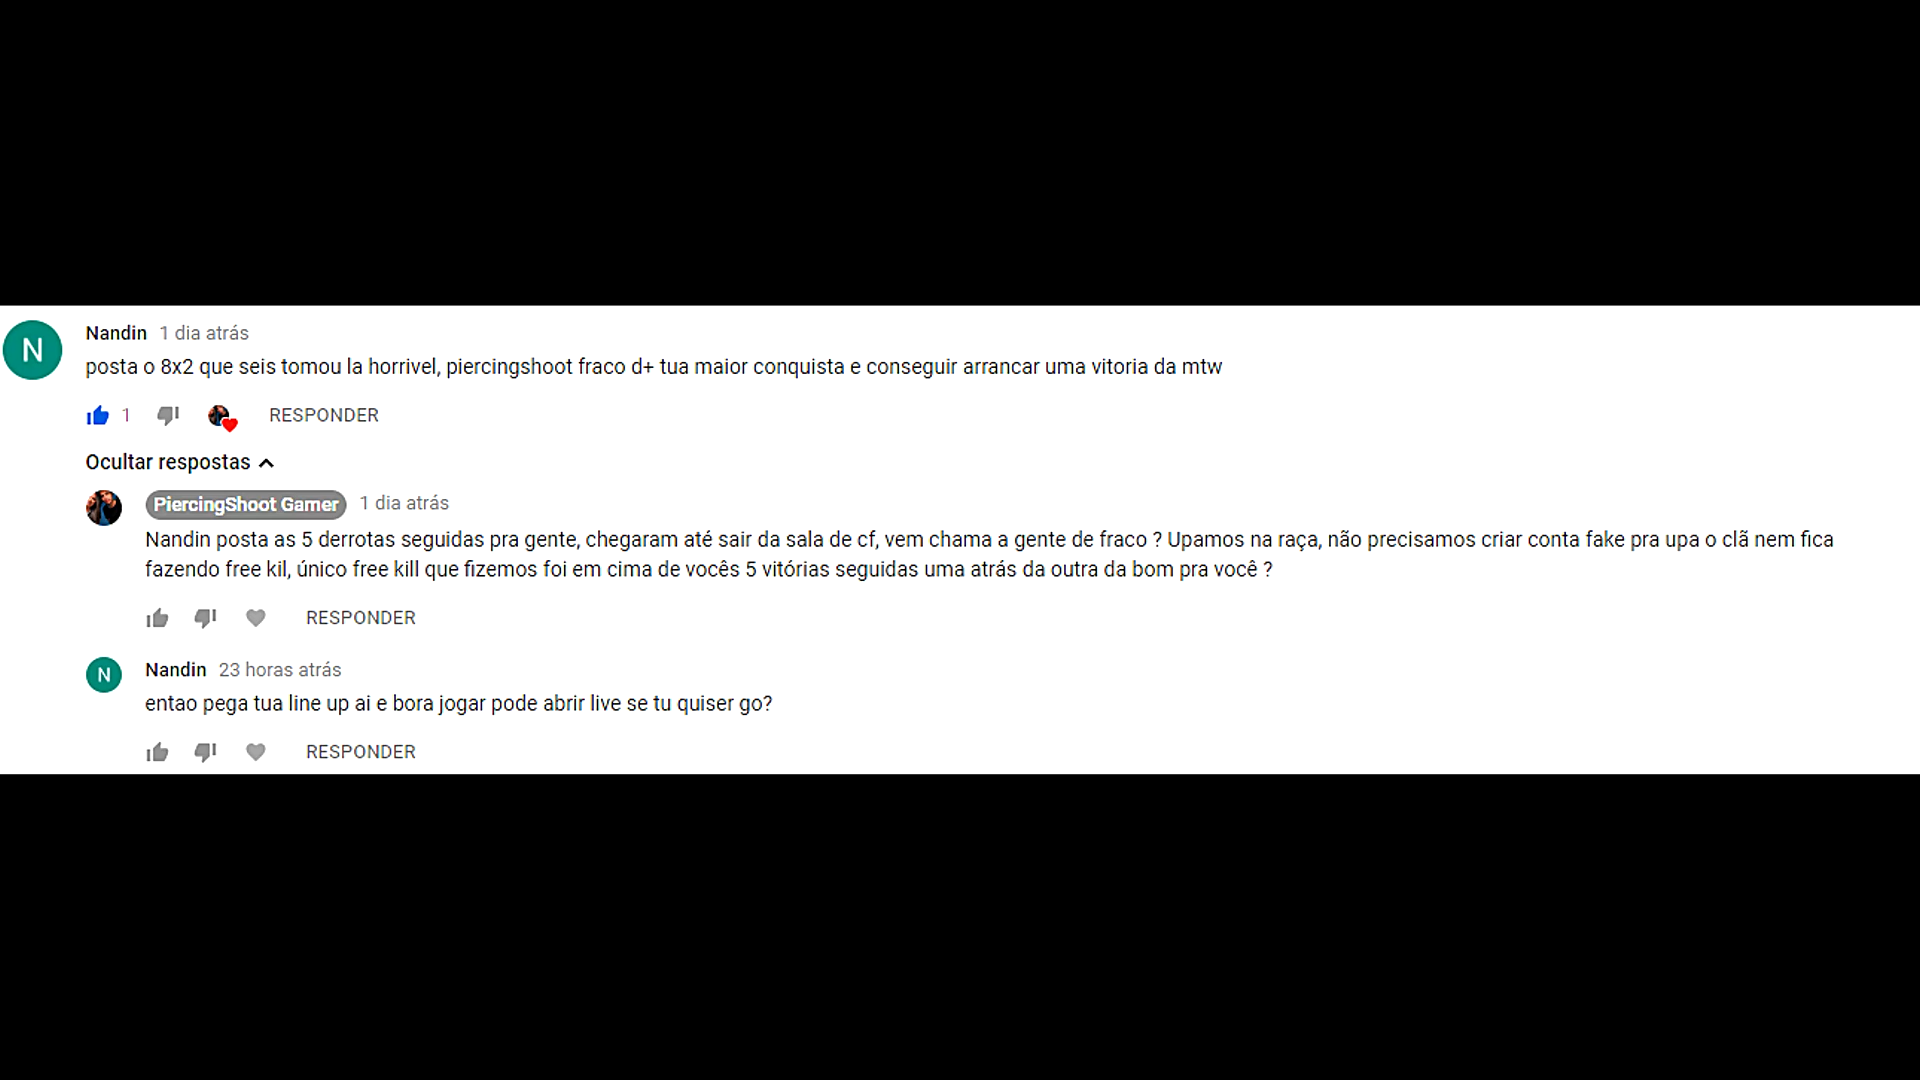 N
Nandin 1 dia atrás
posta o 8x2 que seis tomou la horrivel, piercingshoot fraco d+ tua maior conquista e conseguir arrancar uma vitoria da mtw
1 RESPONDER
Ocultar respostas
PiercingShoot Gamer 1 dia atrás
Nandin posta as 5 derrotas seguidas pra gente, chegaram até sair da sala de cf, vem chama a gente de fraco ? Upamos na raça, não precisamos criar conta fake pra upa o clã nem fica
fazendo free kil, único free kill que fizemos foi em cima de vocês 5 vitórias seguidas uma atrás da outra da bom pra você ?
RESPONDER
N
Nandin 23 horas atrás
entao pega tua line up ai e bora jogar pode abrir live se tu quiser go?
RESPONDER